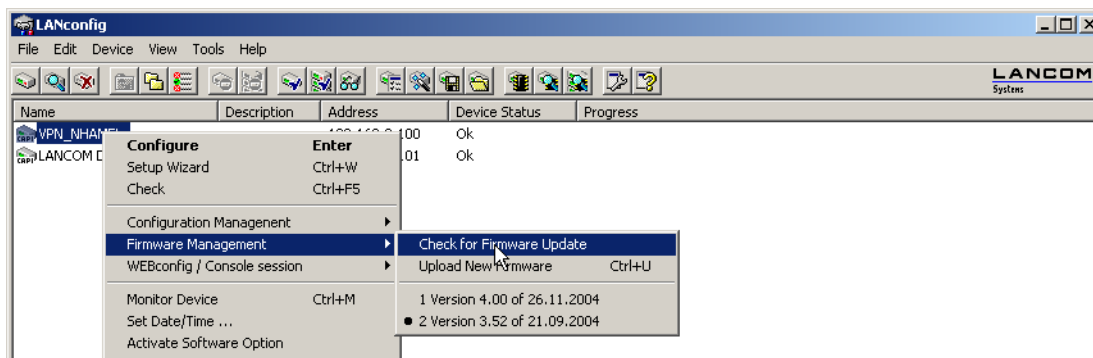 LANconfig
File Edit Device View Tools Help
LANCOM
Systems
Name Description Address Device Status Progress
VPN_NHAMEL .100 Ok
LANCOM D .01 Ok
Configure Enter
Setup Wizard Ctrl+W
Check Ctrl+F5
Configuration Management
Firmware Management
WEBconfig / Console session
Monitor Device Ctrl+M
Set Date/Time ...
Activate Software Option
Check for Firmware Update
Upload New Firmware Ctrl+U
1 Version 4.00 of 26.11.2004
2 Version 3.52 of 21.09.2004